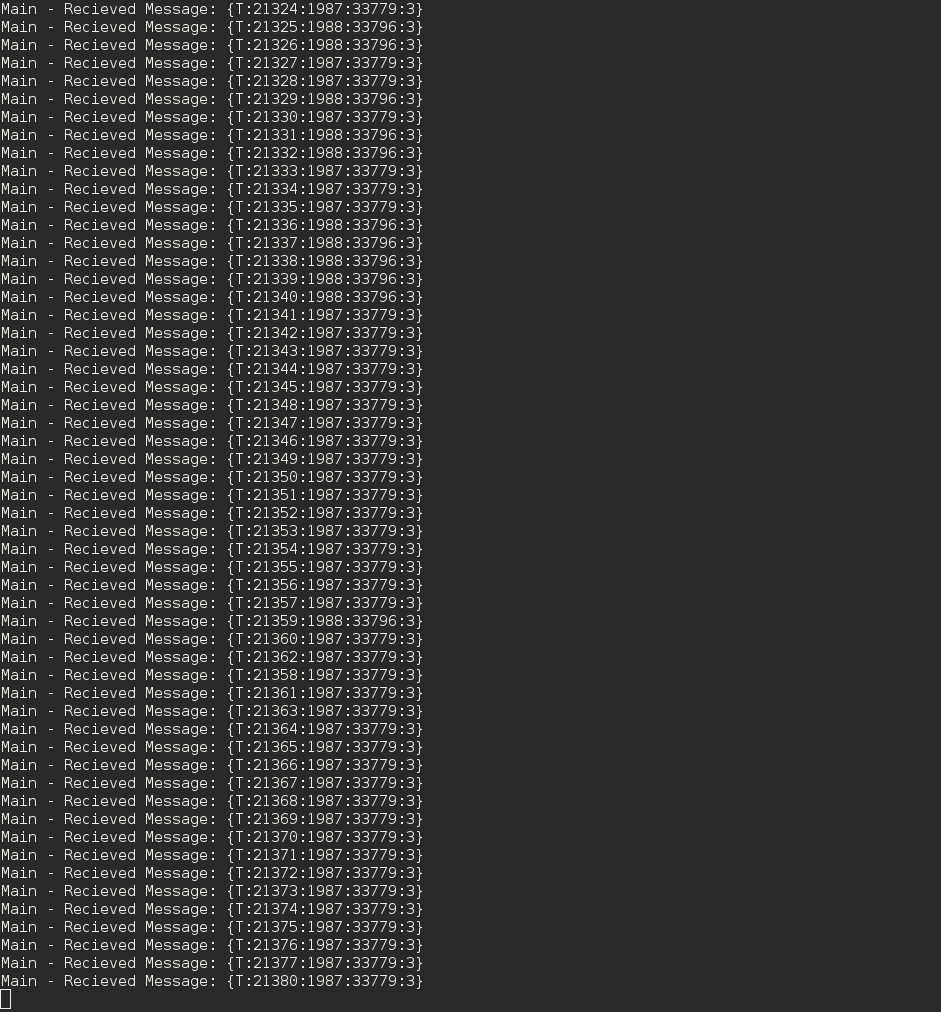 Main - Recieved Message: {T:21324:1987:33779:3}
Main - Recieved Message: {T:21325:1988:33796:3}
Main - Recieved Message: {T:21326:1988:33796:3}
Main - Recieved Message: {T:21327:1987:33779:3}
Main - Recieved Message: {T:21328:1987:33779:3}
Main - Recieved Message: {T:21329:1988:33796:3}
Main - Recieved Message: {T:21330:1987:33779:3}
Main - Recieved Message: {T:21331:1988:33796:3}
Main - Recieved Message: {T:21332:1988:33796:3}
Main - Recieved Message: {T:21333:1987:33779:3}
Main - Recieved Message: {T:21334:1987:33779:3}
Main - Recieved Message: {T:21335:1987:33779:3}
Main - Recieved Message: {T:21336:1988:33796:3}
Main - Recieved Message: {T:21337:1988:33796:3}
Main - Recieved Message: {T:21338:1988:33796:3}
Main - Recieved Message: {T:21339:1988:33796:3}
Main - Recieved Message: {T:21340:1988:33796:3}
Main - Recieved Message: {T:21341:1987:33779:3}
Main - Recieved Message: {T:21342:1987:33779:3}
Main - Recieved Message: {T:21343:1987:33779:3}
Main - Recieved Message: {T:21344:1987:33779:3}
Main - Recieved Message: {T:21345:1987:33779:3}
Main - Recieved Message: {T:21348:1987:33779:3}
Main - Recieved Message: {T:21347:1987:33779:3}
Main - Recieved Message: {T:21346:1987:33779:3}
Main - Recieved Message: {T:21349:1987:33779:3}
Main - Recieved Message: {T:21350:1987:33779:3}
Main - Recieved Message: {T:21351:1987:33779:3}
Main - Recieved Message: {T:21352:1987:33779:3}
Main - Recieved Message: {T:21353:1987:33779:3}
Main - Recieved Message: {T:21354:1987:33779:3}
Main - Recieved Message: {T:21355:1987:33779:3}
Main - Recieved Message: {T:21356:1987:33779:3}
Main - Recieved Message: {T:21357:1987:33779:3}
Main - Recieved Message: {T:21359:1988:33796:3}
Main - Recieved Message: {T:21360:1987:33779:3}
Main - Recieved Message: {T:21362:1987:33779:3}
Main - Recieved Message: {T:21358:1987:33779:3}
Main - Recieved Message: {T:21361:1987:33779:3}
Main - Recieved Message: {T:21363:1987:33779:3}
Main - Recieved Message: {T:21364:1987:33779:3}
Main - Recieved Message: {T:21365:1987:33779:3}
Main - Recieved Message: {T:21366:1987:33779:3}
Main - Recieved Message: {T:21367:1987:33779:3}
Main - Recieved Message: {T:21368:1987:33779:3}
Main - Recieved Message: {T:21369:1987:33779:3}
Main - Recieved Message: {T:21370:1987:33779:3}
Main - Recieved Message: {T:21371:1987:33779:3}
Main - Recieved Message: {T:21372:1987:33779:3}
Main - Recieved Message: {T:21373:1987:33779:3}
Main - Recieved Message: {T:21374:1987:33779:3}
Main - Recieved Message: {T:21375:1987:33779:3}
Main - Recieved Message: {T:21376:1987:33779:3}
Main - Recieved Message: {T:21377:1987:33779:3}
Main - Recieved Message: {T:21380:1987:33779:3}